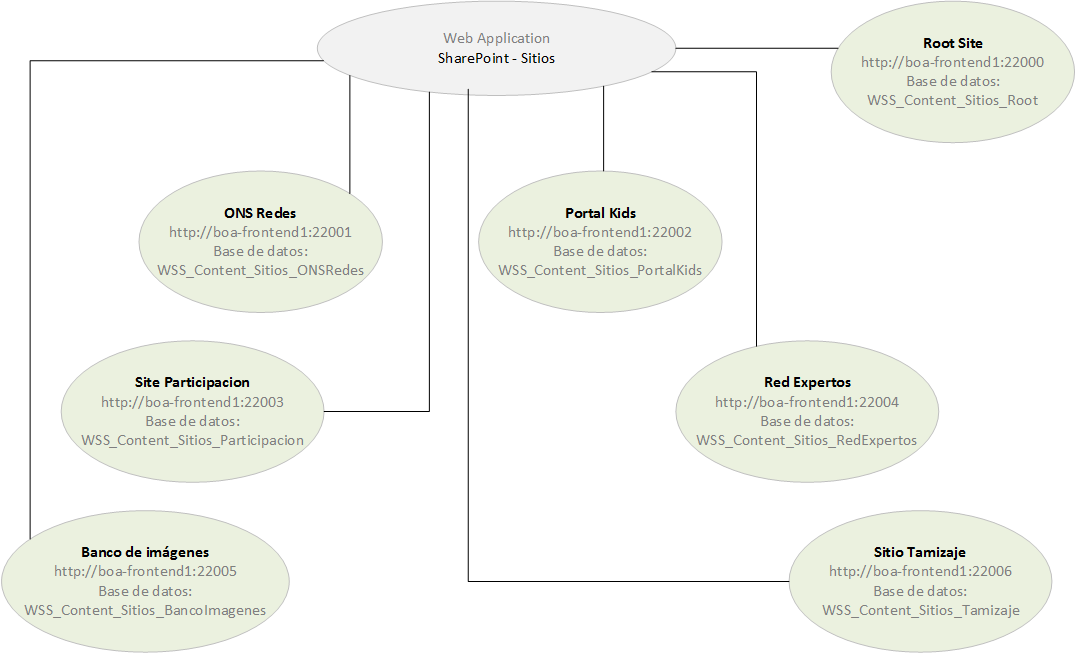 Web Application
SharePoint - Sitios
Root Site
http://boa-frontend1:22000
Base de datos:
WSS_Content_Sitios_Root
ONS Redes
http://boa-frontend1:22001
Base de datos:
WSS_Content_Sitios_ONSRedes
Portal Kids
http://boa-frontend1:22002
Base de datos:
WSS_Content_Sitios_PortalKids
Site Participacion
http://boa-frontend1:22003
Base de datos:
WSS_Content_Sitios_Participacion
Red Expertos
http://boa-frontend1:22004
Base de datos:
WSS_Content_Sitios_RedExpertos
Banco de imágenes
http://boa-frontend1:22005
Base de datos:
WSS_Content_Sitios_BancoImagenes
Sitio Tamizaje
http://boa-frontend1:22006
Base de datos:
WSS_Content_Sitios_Tamizaje